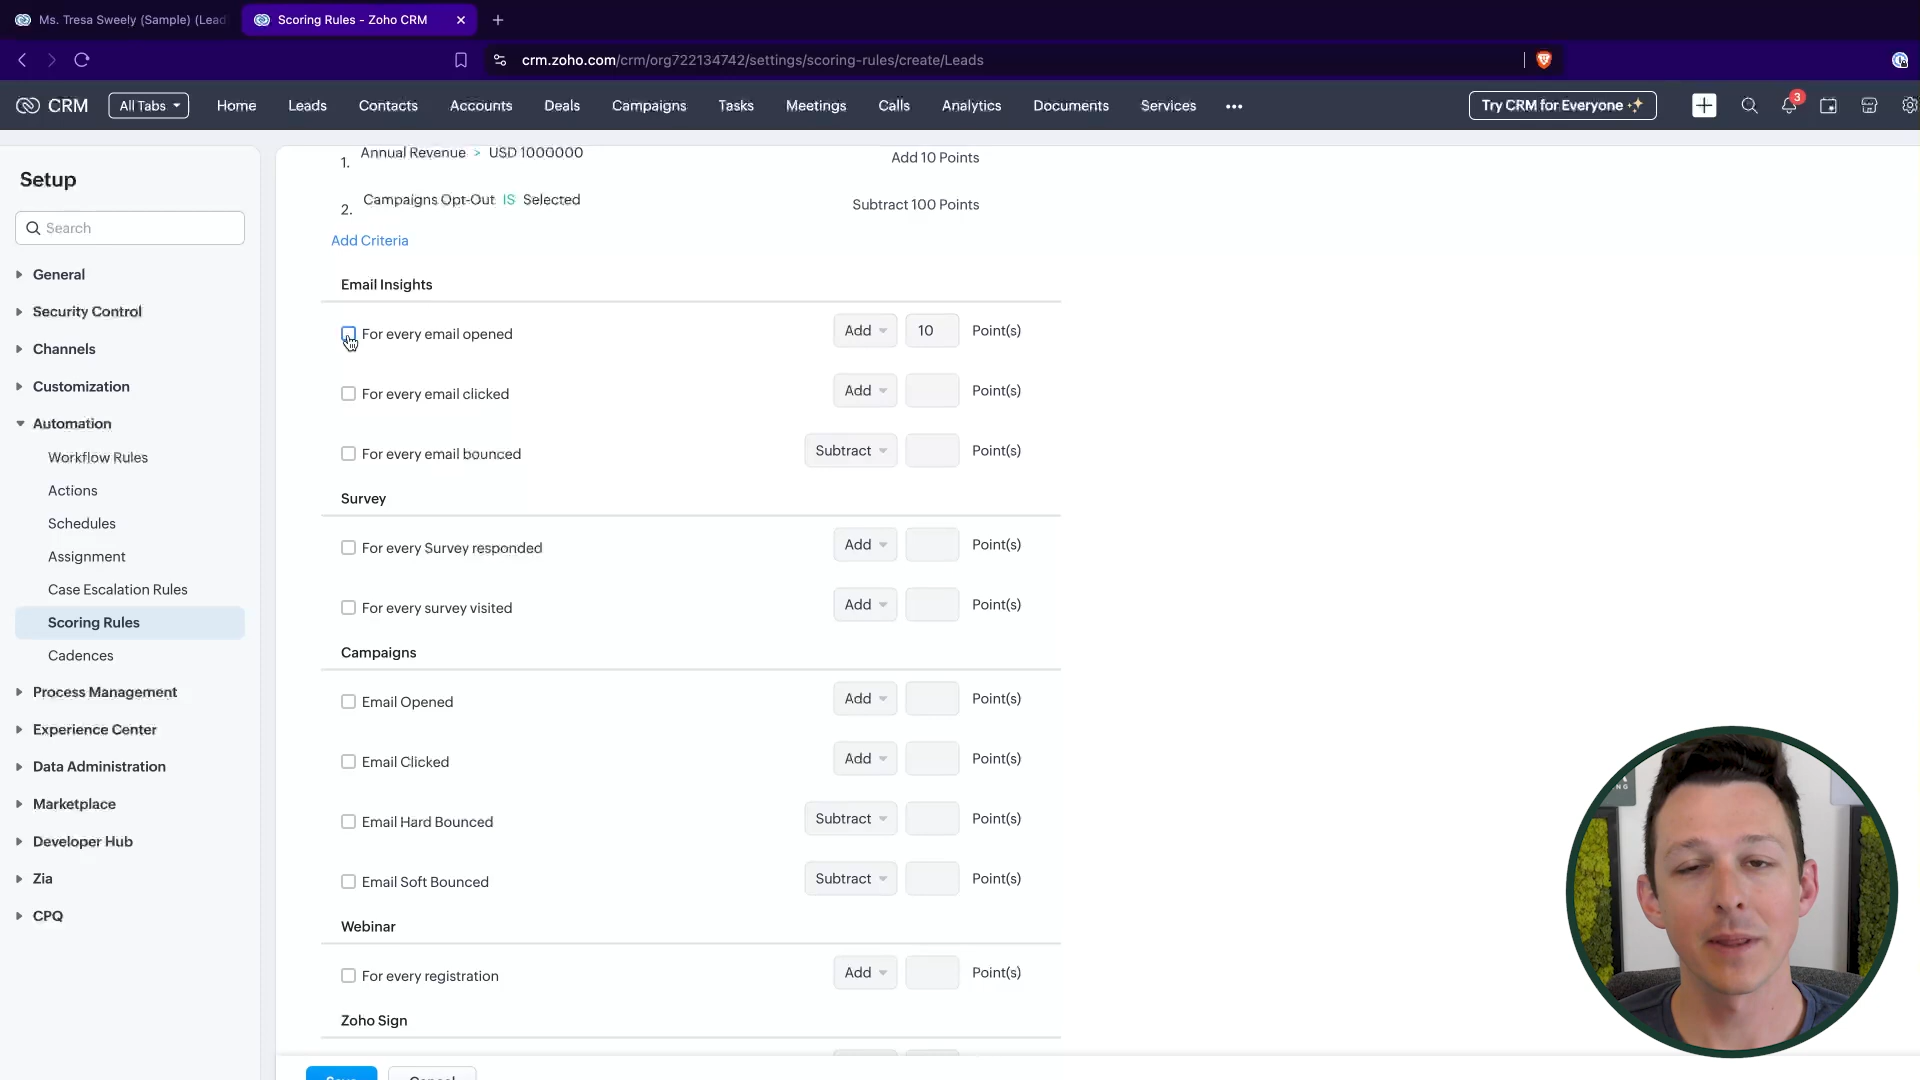 Ms. Tresa Sweely (Sample) (Lead
Scoring Rules - Zoho CRM
crm.zoho.com/crm/org722134742/settings/scoring-rules/create/Leads
CRM
All Tabs
Home
Leads
Contacts
Accounts
Deals
Campaigns
Tasks
Meetings
Calls
Analytics
Documents
Services
Try CRM for Everyone
3
Setup
Search
General
Security Control
Channels
Customization
Automation
Workflow Rules
Actions
Schedules
Assignment
Case Escalation Rules
Scoring Rules
Cadences
Process Management
Experience Center
Data Administration
Marketplace
Developer Hub
Zia
CPQ
1. Annual Revenue > USD 1000000 Add 10 Points
2. Campaigns Opt-Out IS Selected Subtract 100 Points
Add Criteria
Email Insights
For every email opened Add 10 Point(s)
For every email clicked Add Point(s)
For every email bounced Subtract Point(s)
Survey
For every Survey responded Add Point(s)
For every survey visited Add Point(s)
Campaigns
Email Opened Add Point(s)
Email Clicked Add Point(s)
Email Hard Bounced Subtract Point(s)
Email Soft Bounced Subtract Point(s)
Webinar
For every registration Add Point(s)
Zoho Sign
Save Cancel